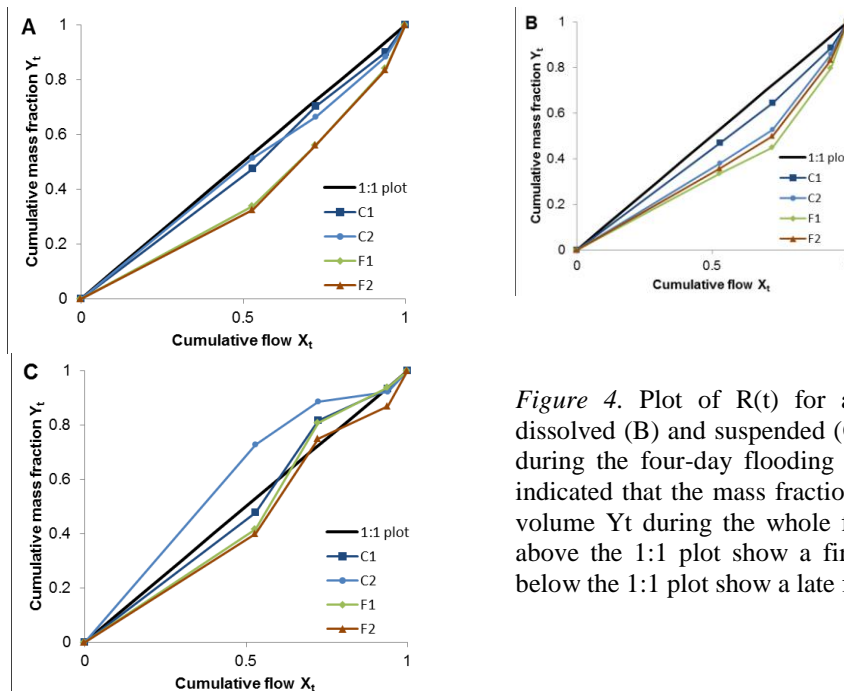 A
Cumulative mass fraction Yt
1
0.8
0.6
0.4
0.2
0
0
0.5
1
Cumulative flow Xt
1:1 plot
C1
C2
F1
F2
B
Cumulative mass fraction Yt
1
0.8
0.6
0.4
0.2
0
0
0.5
Cumulative flow Xt
1:1 plot
C1
C2
F1
F2
C
Cumulative mass fraction Yt
1
0.8
0.6
0.4
0.2
0
0
0.5
1
Cumulative flow Xt
1:1 plot
C1
C2
F1
F2
Figure 4. Plot of R(t) for a
dissolved (B) and suspended (
during the four-day flooding
indicated that the mass fraction
volume Yt during the whole f
above the 1:1 plot show a fir
below the 1:1 plot show a late